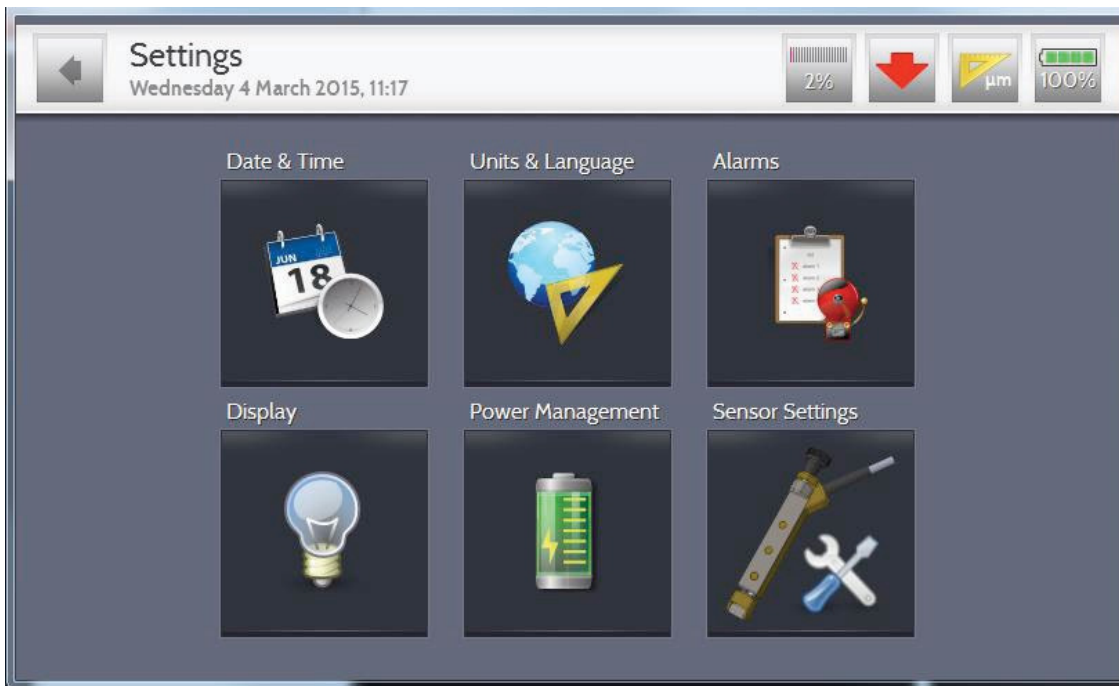 Settings
Wednesday 4 March 2015, 11:17
2%
µm
100%
Date & Time
Units & Language
Alarms
JUN
18
Display
Power Management
Sensor Settings